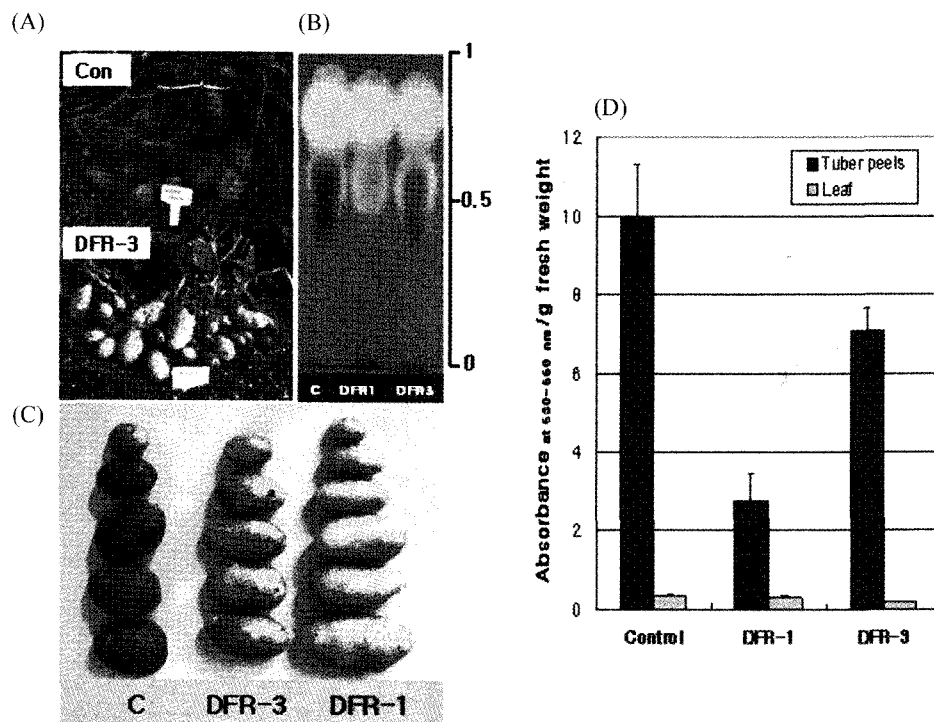 (A)
(B)
Con
DFR-3
1
0.5
0
C DFR1 DFR3
(C)
C DFR-3 DFR-1
(D)
Absorbance at 530-660 nm/g fresh weight
12
10
8
6
4
2
0
Tuber peels
Leaf
Control DFR-1 DFR-3